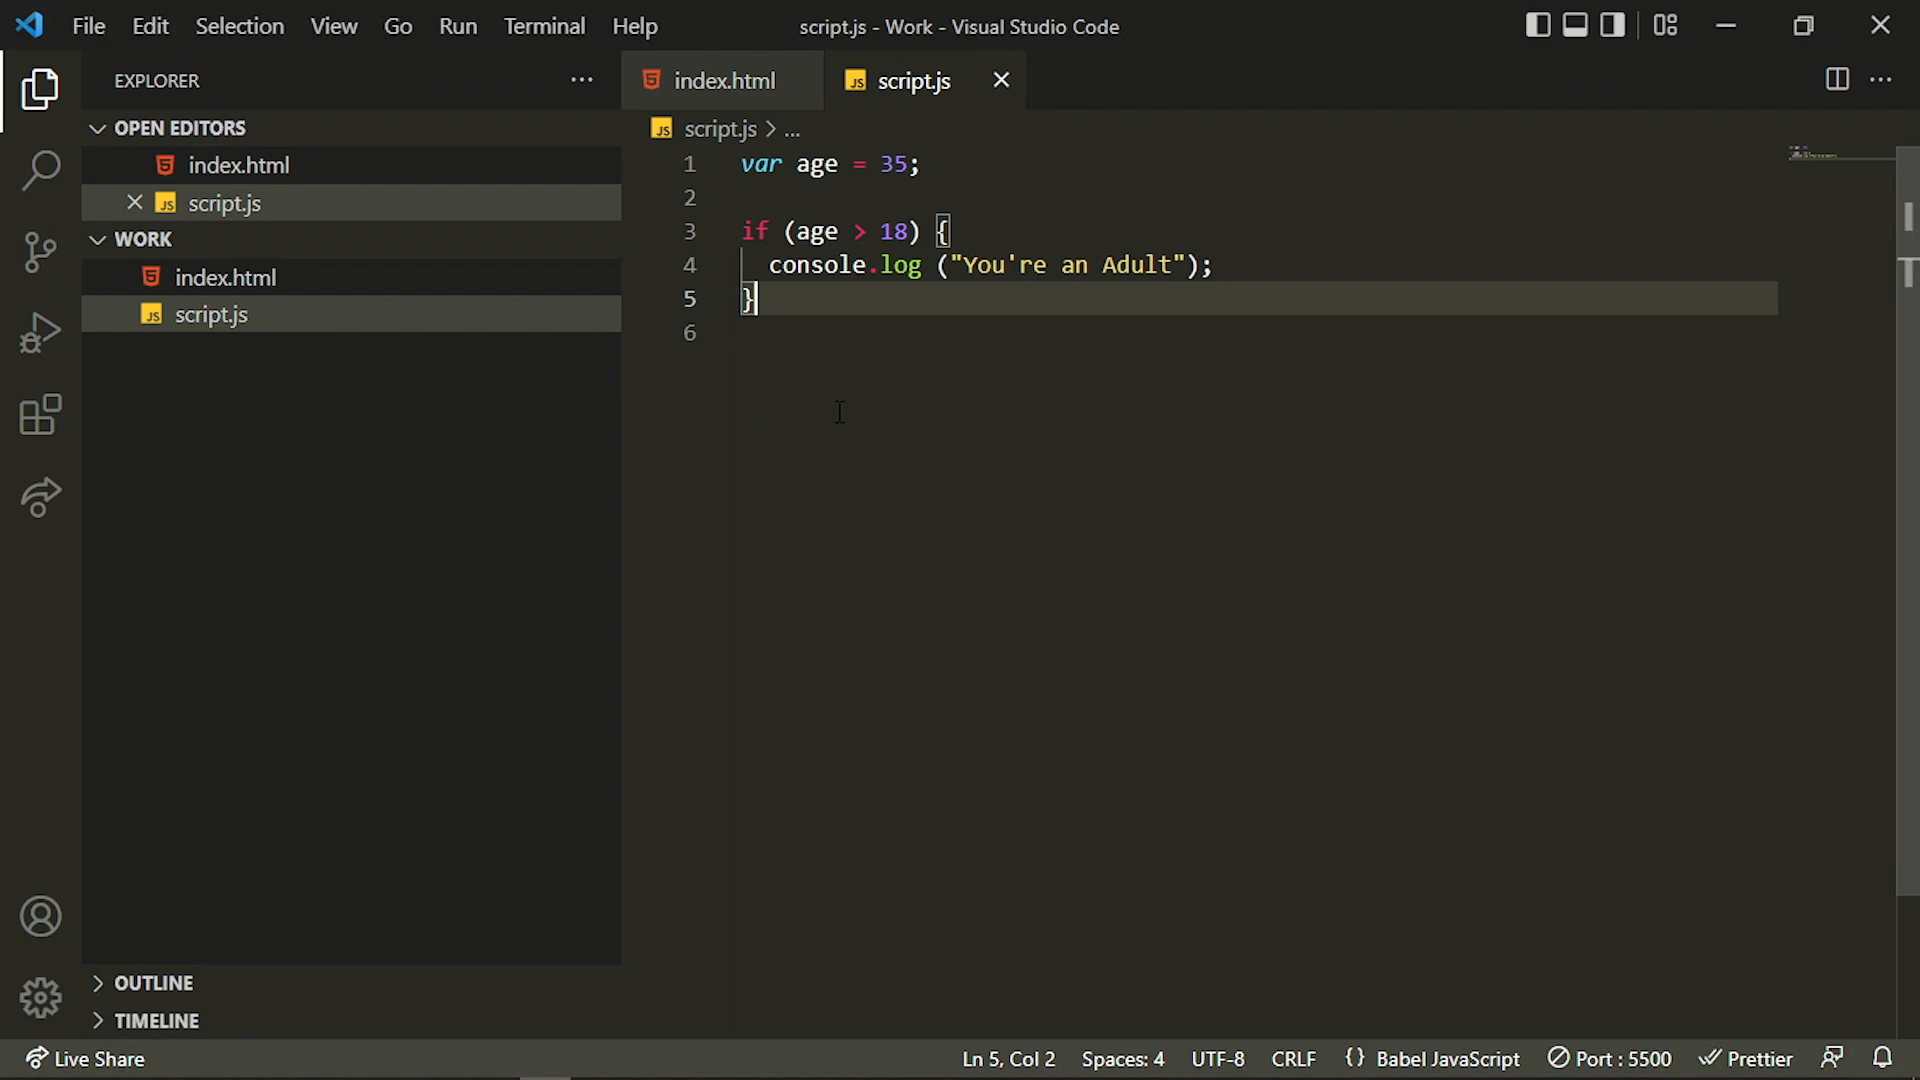 File Edit Selection View Go Run Terminal Help script.js - Work - Visual Studio Code
EXPLORER
OPEN EDITORS
index.html
script.js
WORK
index.html
script.js
OUTLINE
TIMELINE
index.html script.js
JS script.js > ...
1 var age = 35;
2
3 if (age > 18) {
4 console.log ("You're an Adult");
5 }
6
Live Share Ln 5, Col 2 Spaces: 4 UTF-8 CRLF {} Babel JavaScript Port : 5500 Prettier